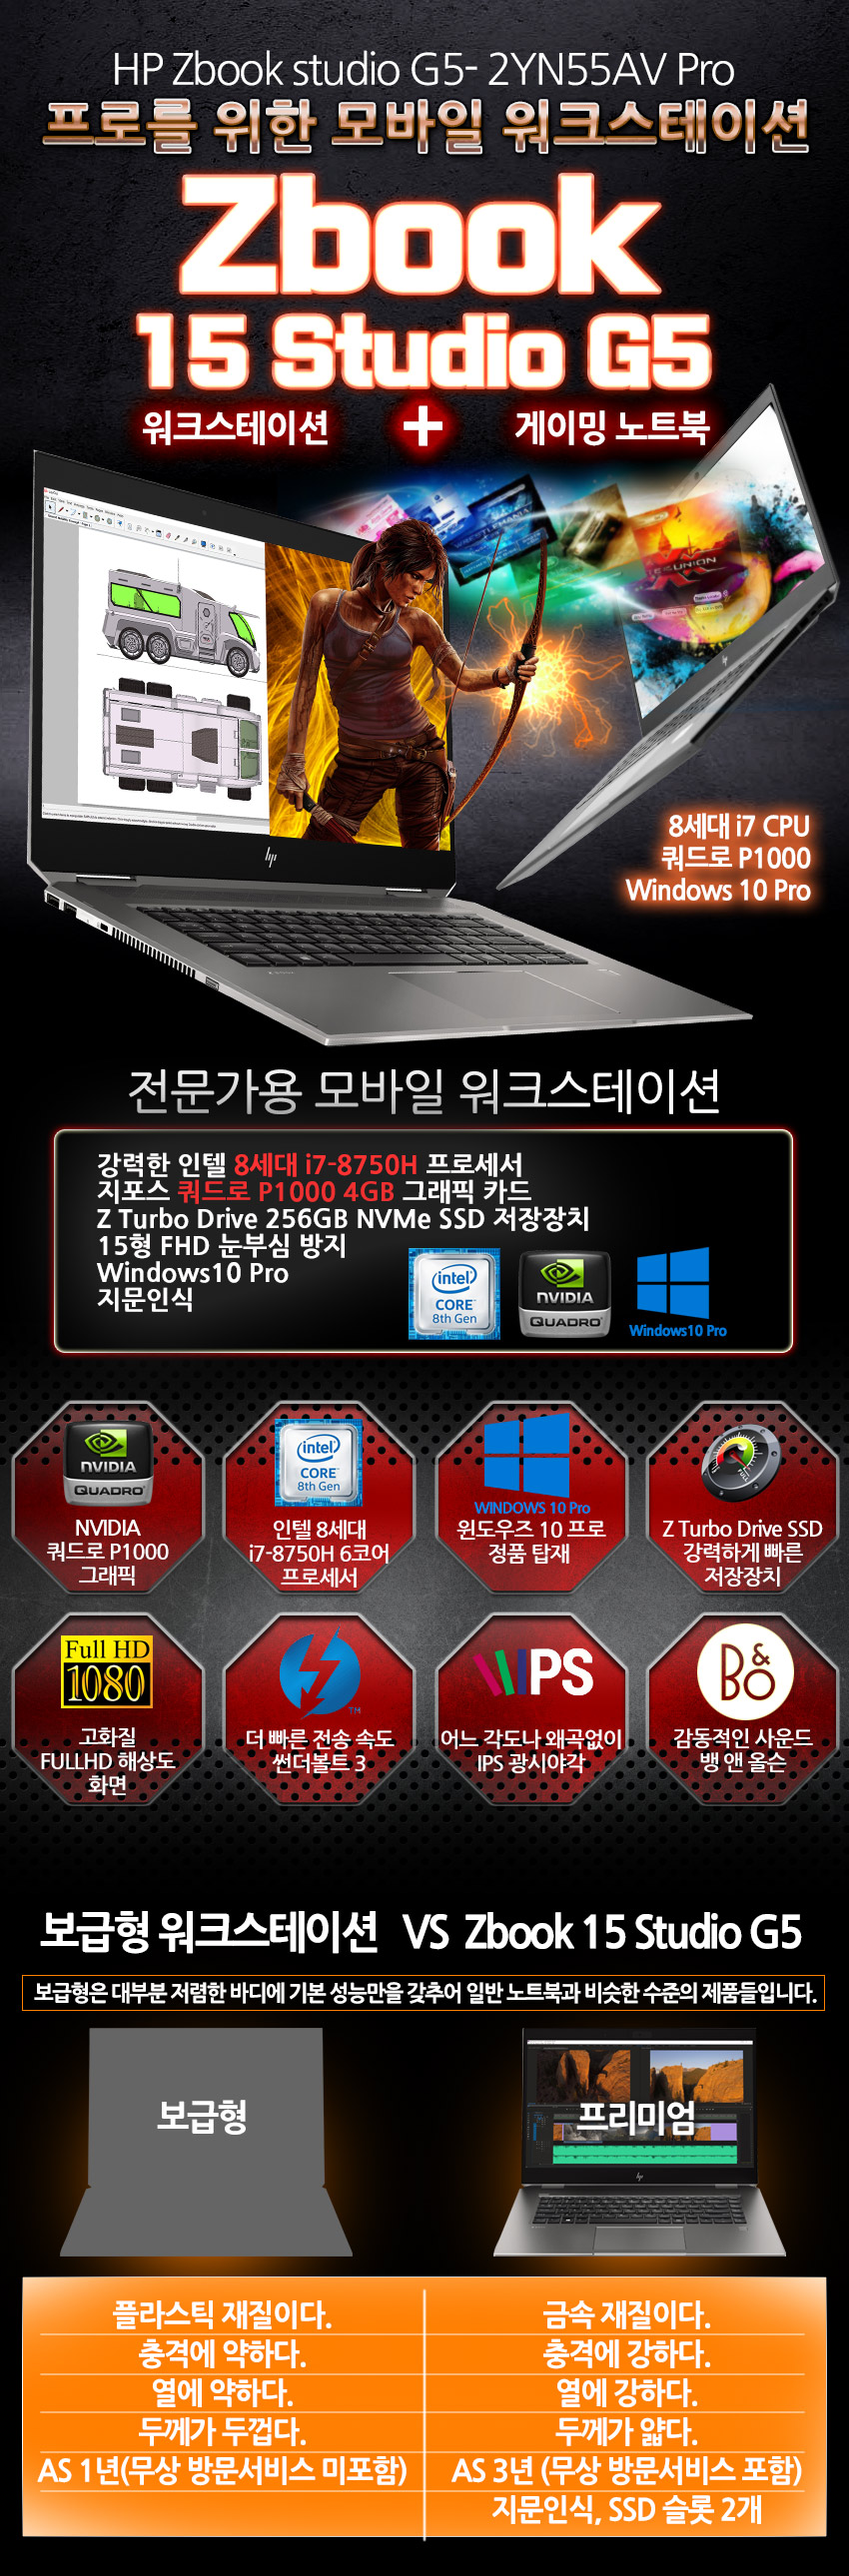 HP Zbook studio G5- 2YN55AV Pro
프로를 위한 모바일 워크스테이션
Zbook
15 Studio G5
워크스테이션 + 게이밍 노트북
8세대 i7 CPU
쿼드로 P1000
Windows 10 Pro
전문가용 모바일 워크스테이션
강력한 인텔 8세대 i7-8750H 프로세서
지포스 쿼드로 P1000 4GB 그래픽 카드
Z Turbo Drive 256GB NVMe SSD 저장장치
15형 FHD 눈부심 방지
Windows10 Pro
지문인식
intel
CORE
8th Gen
NVIDIA
QUADRO
Windows10 Pro
NVIDIA
QUADRO
NVIDIA
쿼드로 P1000
그래픽
intel
CORE
8th Gen
인텔 8세대
i7-8750H 6코어
프로세서
WINDOWS 10 Pro
윈도우즈 10 프로
정품 탑재
FULL
Z Turbo Drive SSD
강력하게 빠른
저장장치
Full HD
1080
고화질
FULLHD 해상도
화면
TM
더 빠른 전송 속도
썬더볼트 3
IPS
어느 각도나 왜곡없이
IPS 광시야각
B&O
감동적인 사운드
뱅 앤 올슨
보급형 워크스테이션 VS Zbook 15 Studio G5
보급형은 대부분 저렴한 바디에 기본 성능만을 갖추어 일반 노트북과 비슷한 수준의 제품들입니다.
보급형
프리미엄
플라스틱 재질이다. 금속 재질이다.
충격에 약하다. 충격에 강하다.
열에 약하다. 열에 강하다.
두께가 두껍다. 두께가 얇다.
AS 1년(무상 방문서비스 미포함) AS 3년 (무상 방문서비스 포함)
지문인식, SSD 슬롯 2개